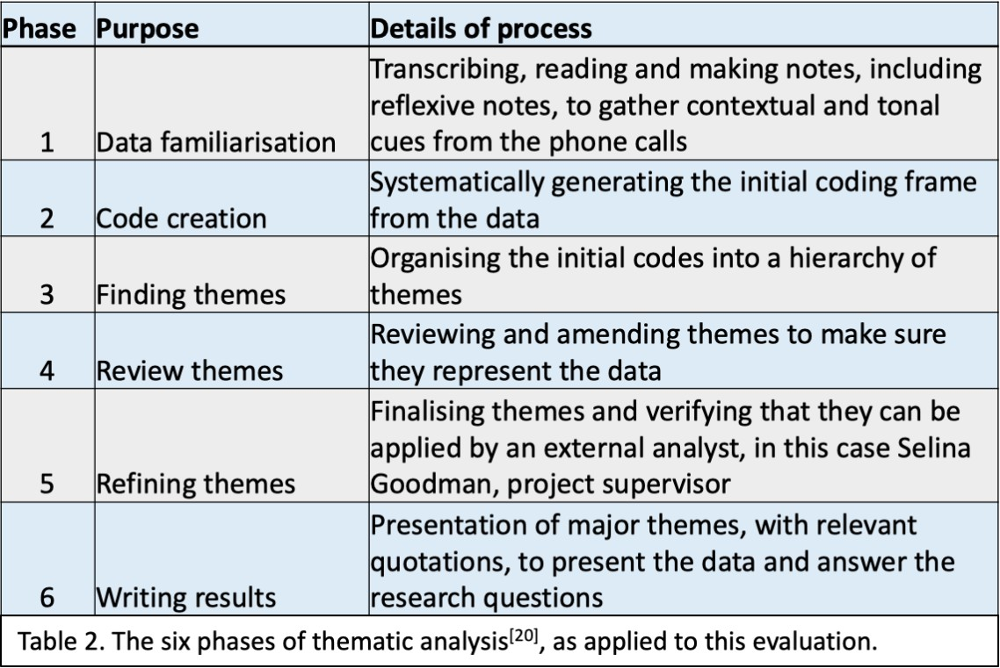 Phase Purpose Details of process
Transcribing, reading and making notes, including
reflexive notes, to gather contextual and tonal
1 Data familiarisation cues from the phone calls
Systematically generating the initial coding frame
2 Code creation from the data
Organising the initial codes into a hierarchy of
3 Finding themes themes
Reviewing and amending themes to make sure
4 Review themes they represent the data
Finalising themes and verifying that they can be
applied by an external analyst, in this case Selina
5 Refining themes Goodman, project supervisor
Presentation of major themes, with relevant
quotations, to present the data and answer the
6 Writing results research questions
Table 2. The six phases of thematic analysis[20], as applied to this evaluation.